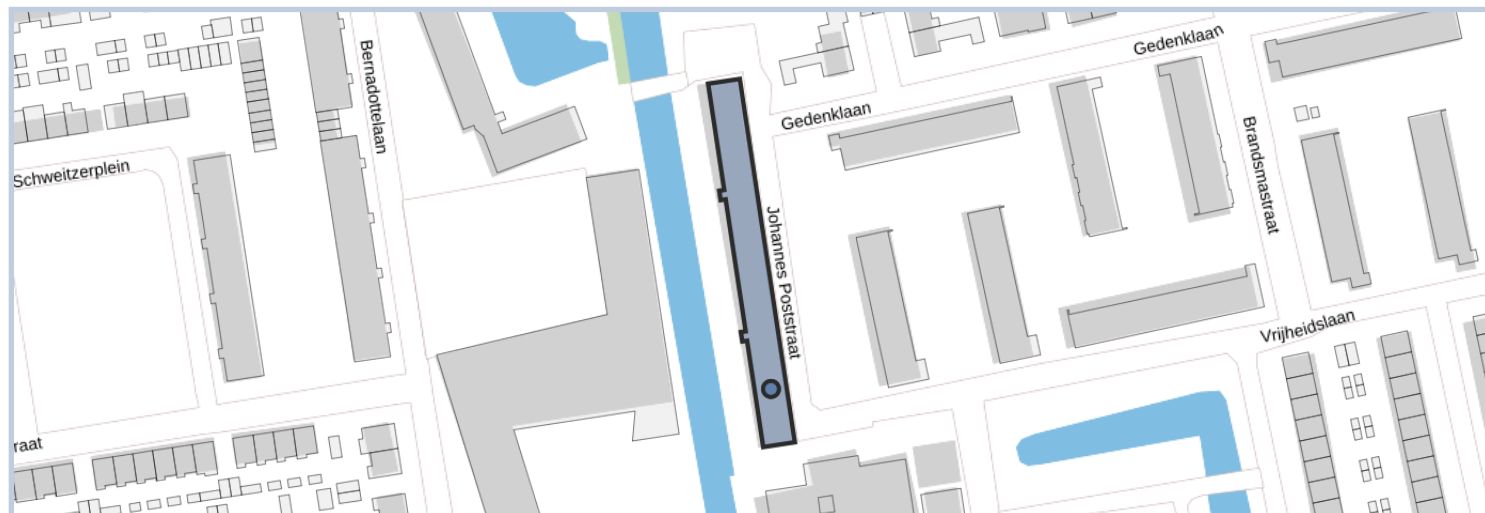 Gedenklaan
Bernadottelaan
Gedenklaan
Brandsmastraat
Schweitzerplein
Johannes Poststraat
Vrijheidslaan
raat